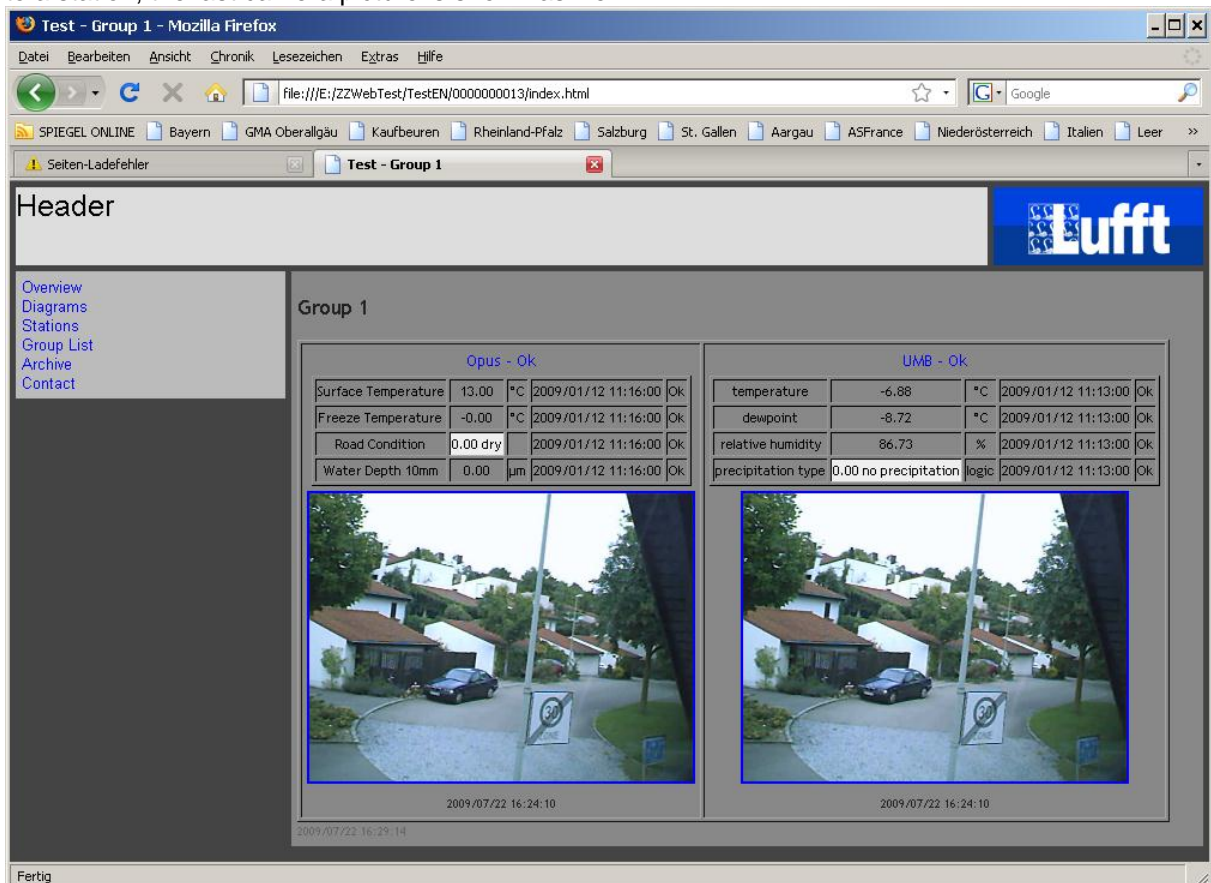 Test - Group 1 - Mozilla Firefox
Datei Bearbeiten Ansicht Chronik Lesezeichen Extras Hilfe
file:///E:/ZZWebTest/TestEN/0000000013/index.html
Google
SPIEGEL ONLINE Bayern GMA Oberallgäu Kaufbeuren Rheinland-Pfalz Salzburg St. Gallen Aargau ASFrance Niederösterreich Italien Leer »
Seiten-Ladefehler Test - Group 1
Header
Lufft
Overview
Diagrams
Stations
Group List
Archive
Contact
Group 1
Opus - Ok
Surface Temperature 13.00 °C 2009/01/12 11:16:00 Ok
Freeze Temperature -0.00 °C 2009/01/12 11:16:00 Ok
Road Condition 0.00 dry 2009/01/12 11:16:00 Ok
Water Depth 10mm 0.00 µm 2009/01/12 11:16:00 Ok
30
ZONE
2009/07/22 16:24:10
UMB - Ok
temperature -6.88 °C 2009/01/12 11:13:00 Ok
dewpoint -8.72 °C 2009/01/12 11:13:00 Ok
relative humidity 86.73 % 2009/01/12 11:13:00 Ok
precipitation type 0.00 no precipitation logic 2009/01/12 11:13:00 Ok
30
ZONE
2009/07/22 16:24:10
2009/07/22 16:29:14
Fertig